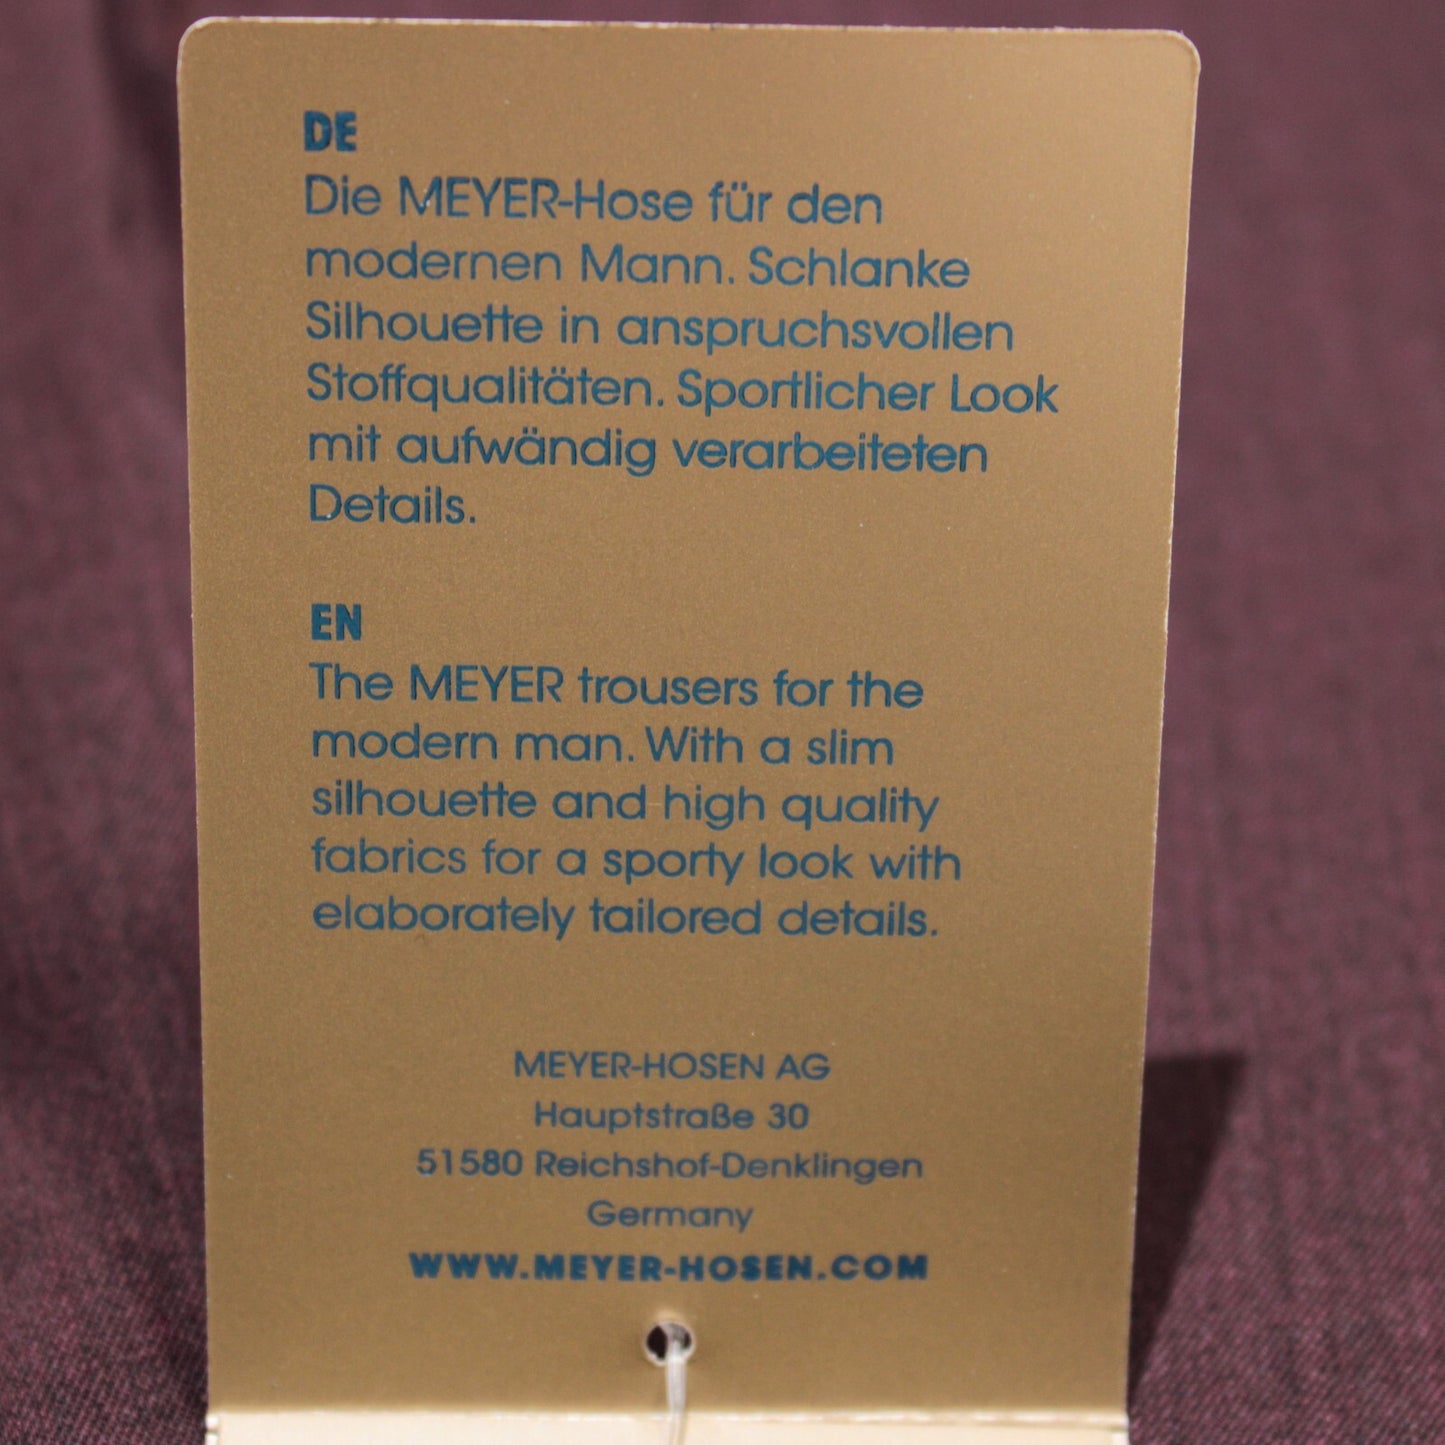 DE
Die MEYER-Hose für den
modernen Mann. Schlanke
Silhouette in anspruchsvollen
Stoffqualitäten. Sportlicher Look
mit aufwändig verarbeiteten
Details.
EN
The MEYER trousers for the
modern man. With a slim
silhouette and high quality
fabrics for a sporty look with
elaborately tailored details.
MEYER-HOSEN AG
Hauptstraße 30
51580 Reichshof-Denklingen
Germany
WWW.MEYER-HOSEN.COM